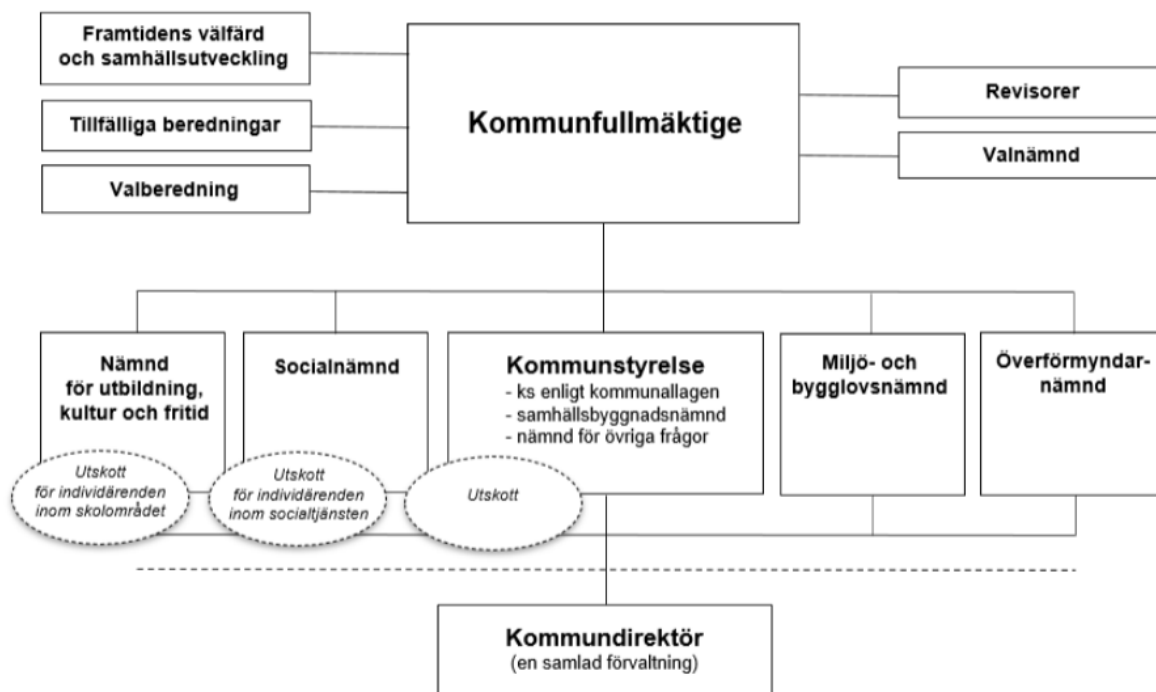 Framtidens välfärd
och samhällsutveckling
Tillfälliga beredningar
Valberedning
Kommunfullmäktige
Revisorer
Valnämnd
Nämnd
för utbildning,
kultur och fritid
Utskott
för individärenden
inom skolområdet
Socialnämnd
Utskott
för individärenden
inom socialtjänsten
Kommunstyrelse
- ks enligt kommunallagen
- samhällsbyggnadsnämnd
- nämnd för övriga frågor
Utskott
Miljö- och
bygglovsnämnd
Överförmyndar-
nämnd
Kommundirektör
(en samlad förvaltning)